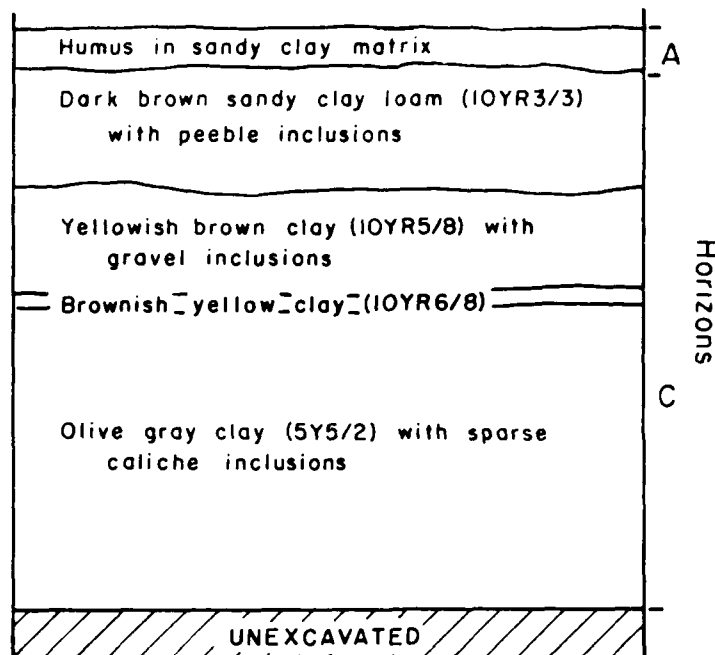 Humus in sandy clay matrix
A
Dark brown sandy clay loam (10YR3/3)
with peeble inclusions
Yellowish brown clay (10YR5/8) with
gravel inclusions
Brownish yellow clay (10YR6/8)
Horizons
C
Olive gray clay (5Y5/2) with sparse
caliche inclusions
UNEXCAVATED